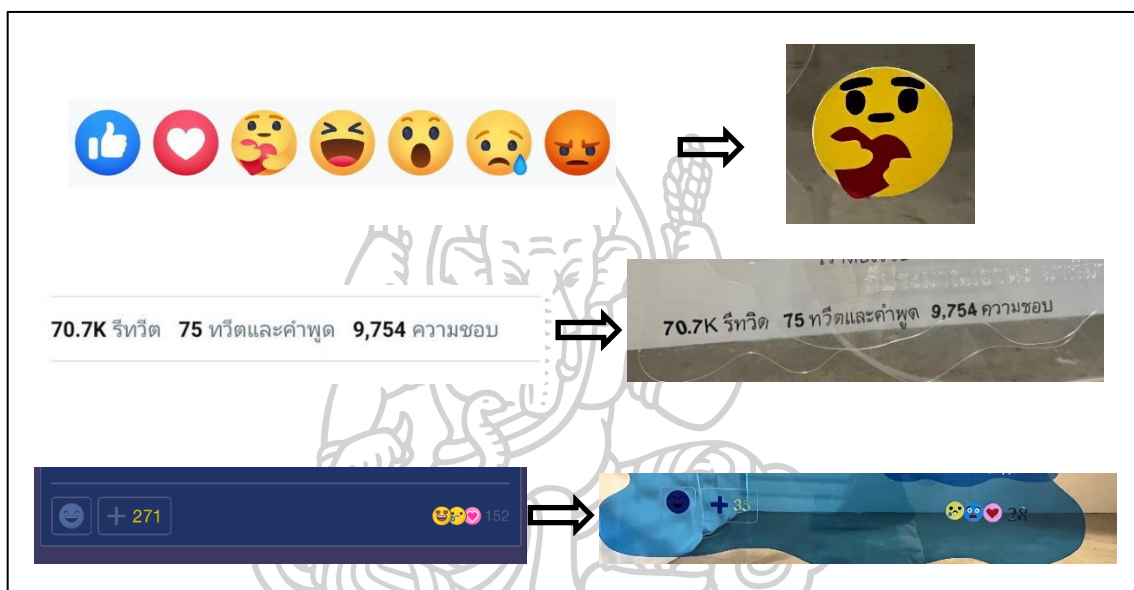 70.7K รีทวีต 75 ทวีตและคำพูด 9,754 ความชอบ
70.7K รีทวิต 75 ทวีตและคำพูด 9,754 ความชอบ
+ 271 152
+ 35 28